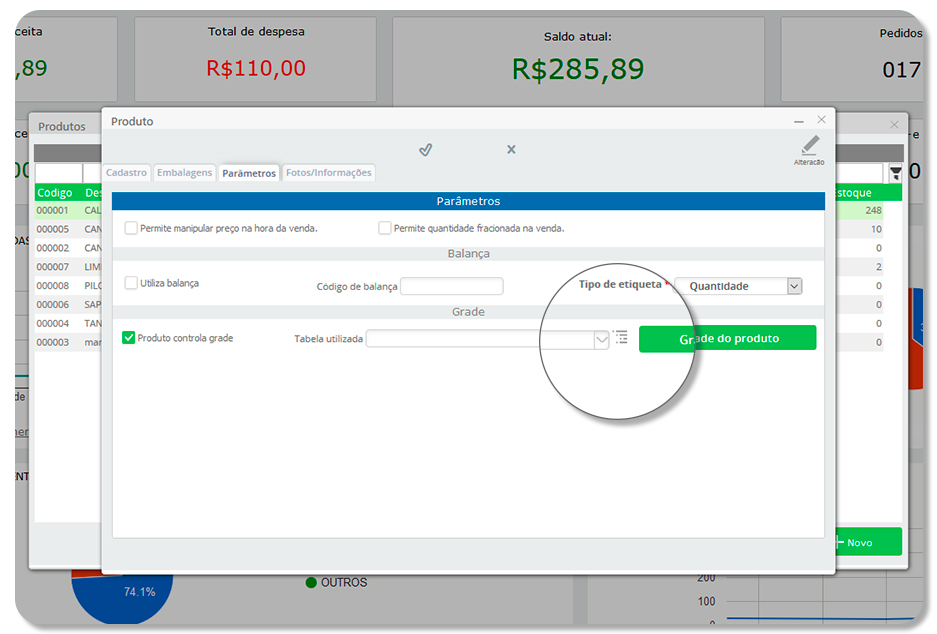 ceita
Total de despesa
Saldo atual:
Pedidos
,89
R$110,00
R$285,89
017
Produtos
Produto
Alteração
Cadastro
Embalagens
Parâmetros
Fotos/Informações
Código
Des
stoque
Parâmetros
000001 CAL 248
000005 CAN 10
000002 CAN 0
000007 LIM 2
000008 PILO 0
000006 SAP 0
000004 TAN 0
000003 mar 0
Permite manipular preço na hora da venda.
Permite quantidade fracionada na venda.
Balança
Utiliza balança
Código de balança
Tipo de etiqueta *
Quantidade
Grade
Produto controla grade
Tabela utilizada
Grade do produto
+ Novo
74.1%
OUTROS
200
100
0